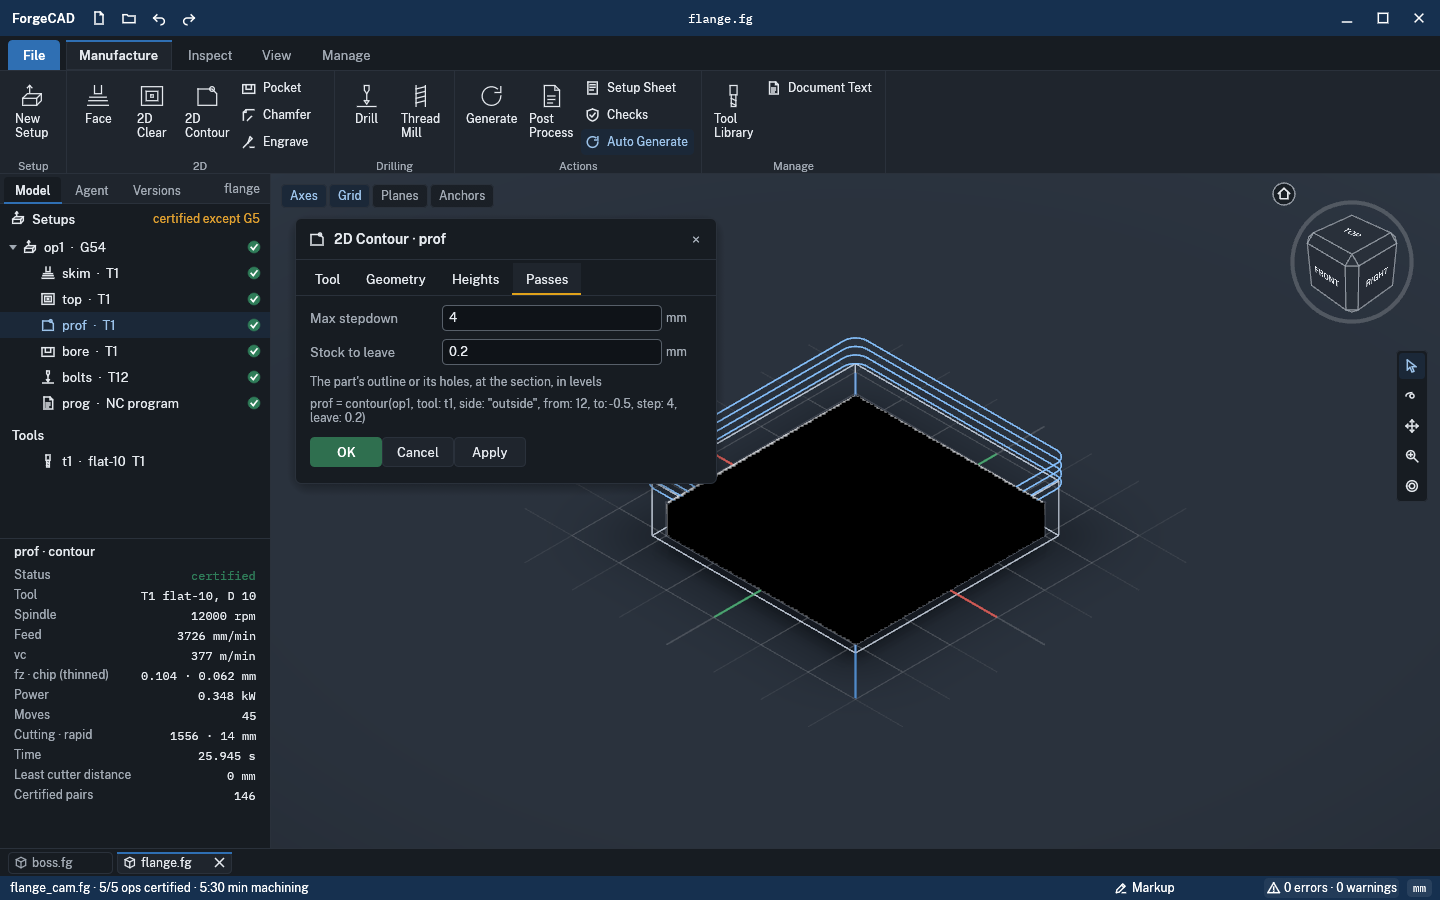 ForgeCAD
flange.fg
File
Manufacture
Inspect
View
Manage
New Setup
Face
2D Clear
2D Contour
Pocket
Chamfer
Engrave
Drill
Thread Mill
Generate
Post Process
Setup Sheet
Checks
Auto Generate
Tool Library
Document Text
Setup
2D
Drilling
Actions
Manage
Model
Agent
Versions
flange
Setups
certified except G5
op1 · G54
skim · T1
top · T1
prof · T1
bore · T1
bolts · T12
prog · NC program
Tools
t1 · flat-10 T1
prof · contour
Status certified
Tool T1 flat-10, D 10
Spindle 12000 rpm
Feed 3726 mm/min
vc 377 m/min
fz · chip (thinned) 0.104 · 0.062 mm
Power 0.348 kW
Moves 45
Cutting · rapid 1556 · 14 mm
Time 25.945 s
Least cutter distance 0 mm
Certified pairs 146
Axes
Grid
Planes
Anchors
2D Contour · prof
Tool
Geometry
Heights
Passes
Max stepdown 4 mm
Stock to leave 0.2 mm
The part's outline or its holes, at the section, in levels
prof = contour(op1, tool: t1, side: "outside", from: 12, to: -0.5, step: 4,
leave: 0.2)
OK
Cancel
Apply
TOP
FRONT
RIGHT
boss.fg
flange.fg
flange_cam.fg · 5/5 ops certified · 5:30 min machining
Markup
0 errors · 0 warnings
mm